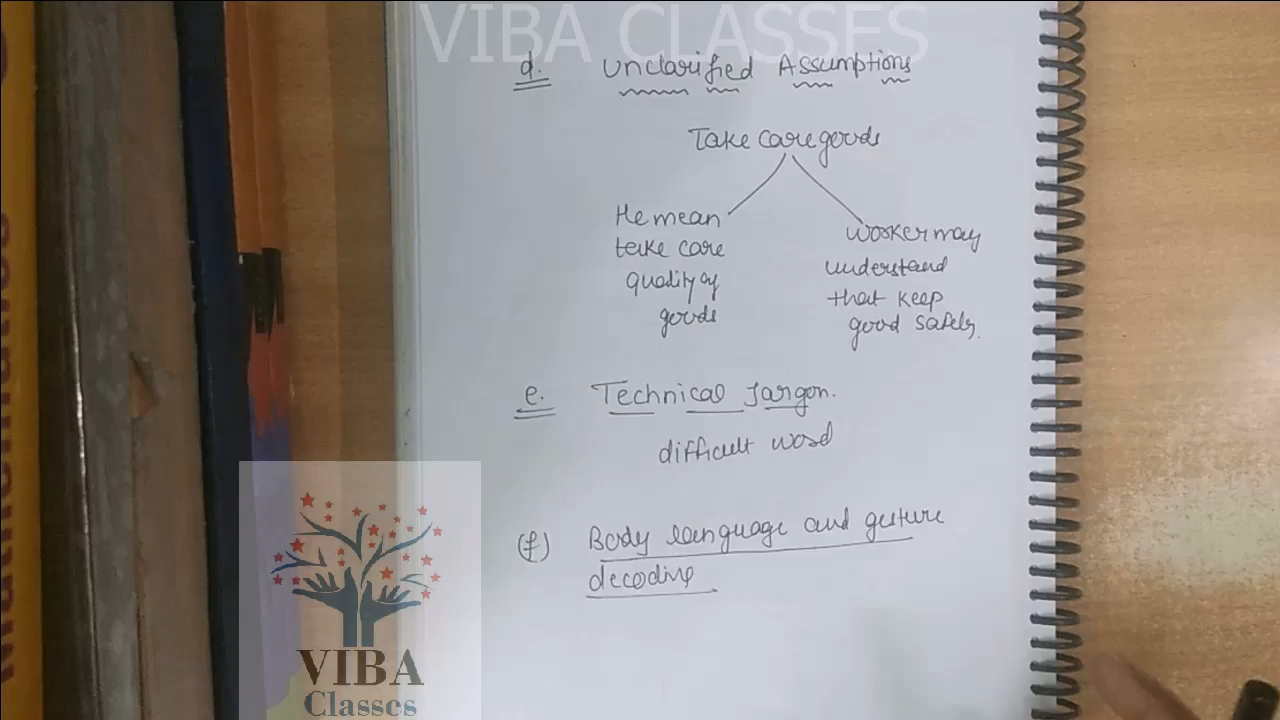 VIBA CLASSES
d. Unclarified Assumptions
Take care goods
He mean
take care
quality of
goods
Worker may
understand
that keep
good safely.
e. Technical Jargon.
difficult word
(f) Body language and gesture
decoding
VIBA
Classes